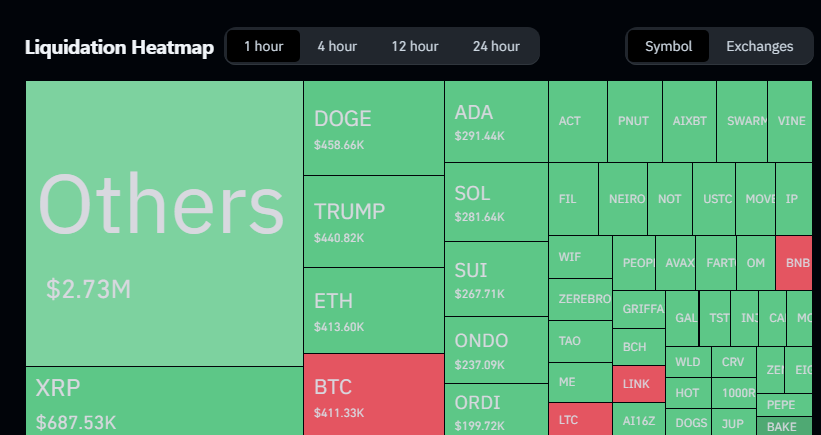 Liquidation Heatmap
1 hour
4 hour
12 hour
24 hour
Symbol
Exchanges
Others
$2.73M
XRP
$687.53K
DOGE
$458.66K
TRUMP
$440.82K
ETH
$413.60K
BTC
$411.33K
ADA
$291.44K
SOL
$281.64K
SUI
$267.71K
ONDO
$237.09K
ORDI
$199.72K
ACT
PNUT
AIXBT
SWARM
VINE
FIL
NEIRO
NOT
USTC
MOVE
IP
WIF
PEOPL
AVAX
FART
OM
BNB
ZEREBRO
GRIFFA
GAL
TST
INJ
CA
MO
TAO
BCH
WLD
CRV
ZE
EIG
ME
LINK
HOT
1000R
PEPE
LTC
AI16Z
DOGS
JUP
BAKE